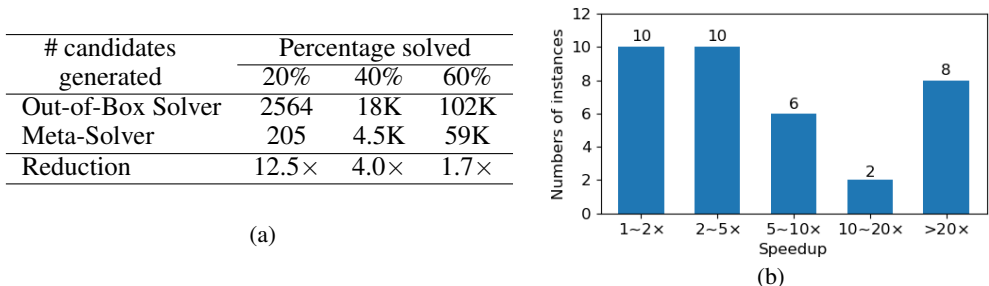 # candidates Percentage solved
generated 20% 40% 60%
Out-of-Box Solver 2564 18K 102K
Meta-Solver 205 4.5K 59K
Reduction 12.5× 4.0× 1.7×
(a)
Numbers of instances
12
10
8
6
4
2
0
10 10 6 2 8
1~2× 2~5× 5~10× 10~20× >20×
Speedup
(b)